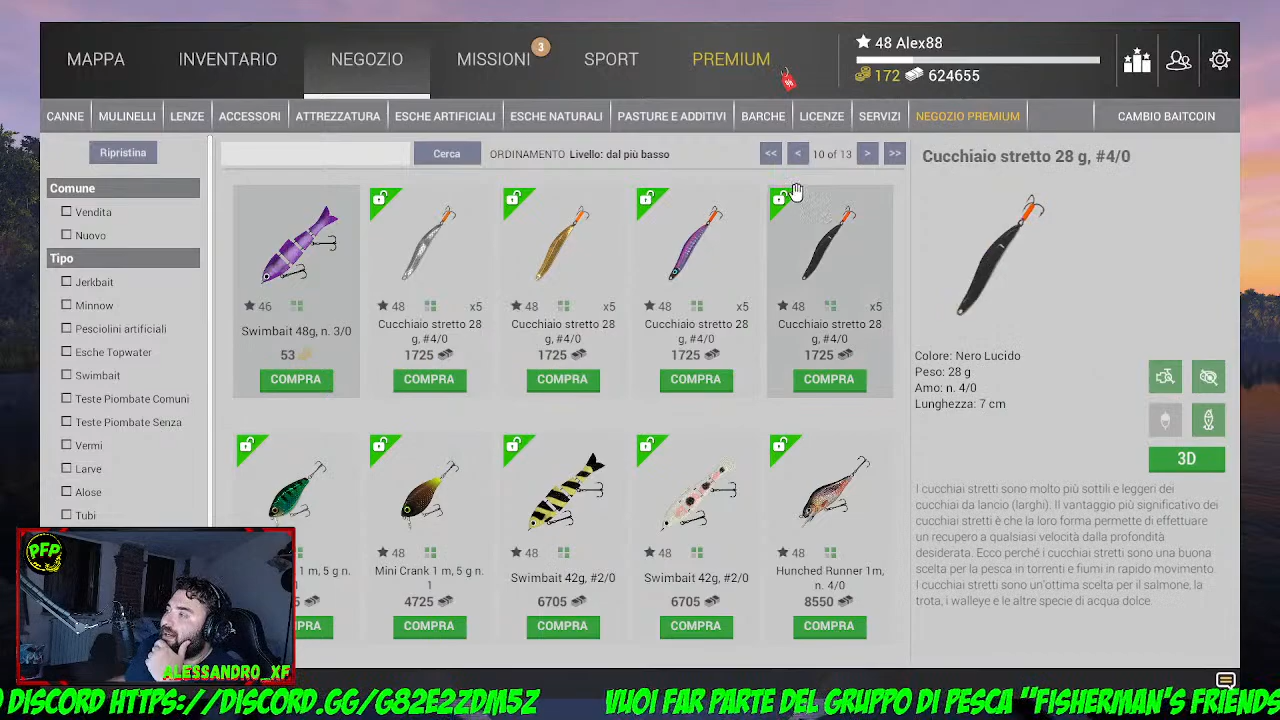 MAPPA INVENTARIO NEGOZIO MISSIONI 3 SPORT PREMIUM %
48 Alex88
172 624655
CANNE MULINELLI LENZE ACCESSORI ATTREZZATURA ESCHE ARTIFICIALI ESCHE NATURALI PASTURE E ADDITIVI BARCHE LICENZE SERVIZI NEGOZIO PREMIUM CAMBIO BAITCOIN
Ripristina
Cerca
ORDINAMENTO Livello: dal più basso
<< < 10 of 13 > >>
Comune
Vendita
Nuovo
Tipo
Jerkbait
Minnow
Pesciolini artificiali
Esche Topwater
Swimbait
Teste Piombate Comuni
Teste Piombate Senza
Vermi
Larve
Alose
Tubi
46
Swimbait 48g, n. 3/0
53
COMPRA
48 x5
Cucchiaio stretto 28
g, #4/0
1725
COMPRA
48 x5
Cucchiaio stretto 28
g, #4/0
1725
COMPRA
48 x5
Cucchiaio stretto 28
g, #4/0
1725
COMPRA
48 x5
Cucchiaio stretto 28
g, #4/0
1725
COMPRA
1 m, 5 g n.
48
Mini Crank 1 m, 5 g n.
1
4725
COMPRA
48
Swimbait 42g, #2/0
6705
COMPRA
48
Swimbait 42g, #2/0
6705
COMPRA
48
Hunched Runner 1m,
n. 4/0
8550
COMPRA
Cucchiaio stretto 28 g, #4/0
Colore: Nero Lucido
Peso: 28 g
Amo: n. 4/0
Lunghezza: 7 cm
3D
I cucchiai stretti sono molto più sottili e leggeri dei
cucchiai da lancio (larghi). Il vantaggio più significativo dei
cucchiai stretti è che la loro forma permette di effettuare
un recupero a qualsiasi velocità dalla profondità
desiderata. Ecco perché i cucchiai stretti sono una buona
scelta per la pesca in torrenti e fiumi in rapido movimento
I cucchiai stretti sono un'ottima scelta per il salmone, la
trota, i walleye e le altre specie di acqua dolce.
PFP
ALESSANDRO_XF
DISCORD HTTPS://DISCORD.GG/G82E2ZDM5Z VUOI FAR PARTE DEL GRUPPO DI PESCA "FISHERMAN'S FRIENDS